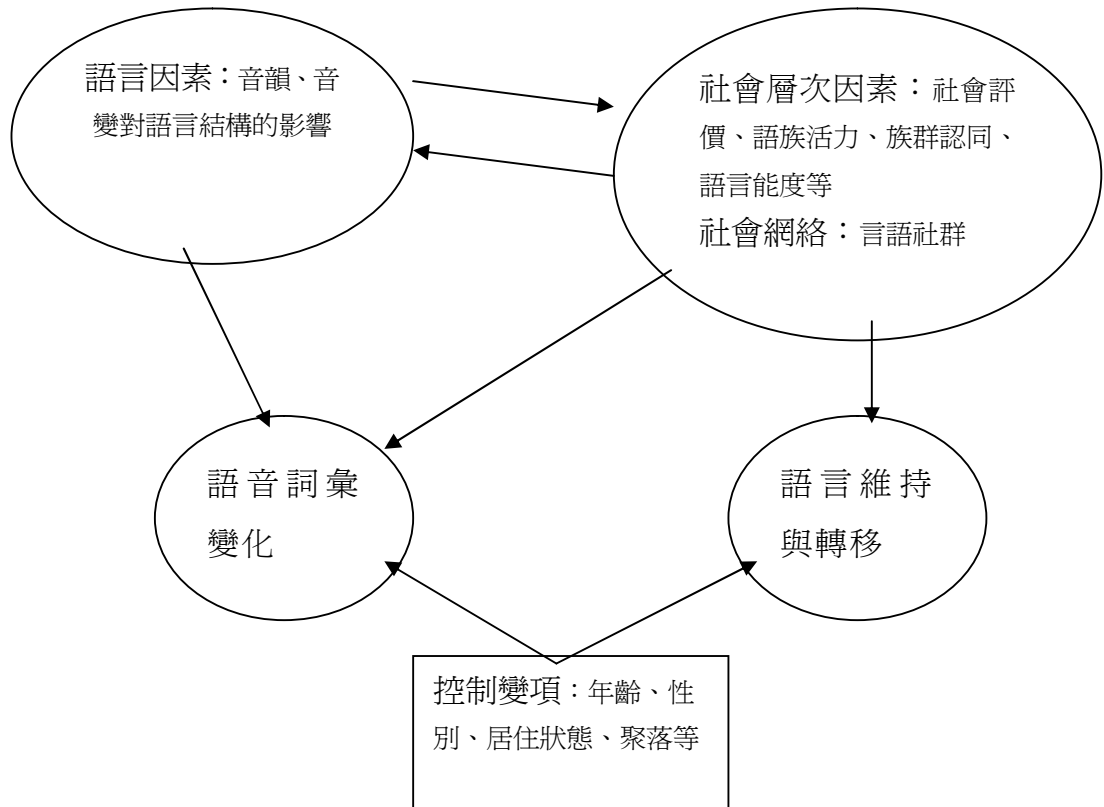 語言因素：音韻、音
變對語言結構的影響
社會層次因素：社會評
價、語族活力、族群認同、
語言能度等
社會網絡：言語社群
語音詞彙
變化
語言維持
與轉移
控制變項：年齡、性
別、居住狀態、聚落等